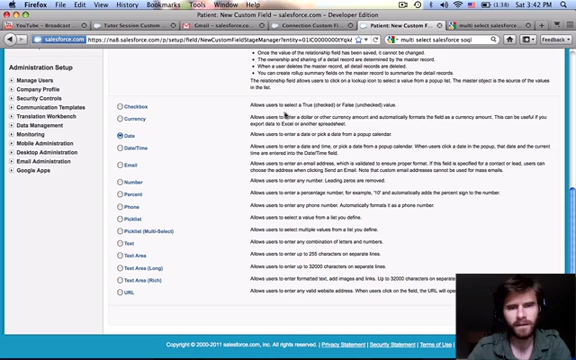 Firefox File Edit View History Bookmarks Tools Window Help (1:38) Sat 3:42 PM
Patient: New Custom Field ~ salesforce.com – Developer Edition
YouTube – Broadcast ... Tutor Session Custom ... Gmail – salesforce.com ... Connection Custom Fi... Patient: New Custom Field ... multi select salesforce ...
salesforce.com https://na8.salesforce.com/p/setup/field/NewCustomFieldStageManager?entity=01IC0000000tYqk multi select salesforce soql
Once the value of the relationship field has been saved, it cannot be changed.
Administration Setup
The ownership and sharing of a detail record are determined by the master record.
When a user deletes the master record, all detail records are deleted.
You can create rollup summary fields on the master record to summarize the detail records.
The relationship field allows users to click on a lookup icon to select a value from a popup list. The master object is the source of the values in the list.
Manage Users
Company Profile
Security Controls
Communication Templates
Translation Workbench
Data Management
Monitoring
Mobile Administration
Desktop Administration
Email Administration
Google Apps
Checkbox Allows users to select a True (checked) or False (unchecked) value.
Currency Allows users to enter a dollar or other currency amount and automatically formats the field as a currency amount. This can be useful if you
export data to Excel or another spreadsheet.
Date Allows users to enter a date or pick a date from a popup calendar.
Date/Time Allows users to enter a date and time, or pick a date from a popup calendar. When users click a date in the popup, that date and the current
time are entered into the Date/Time field.
Email Allows users to enter an email address, which is validated to ensure proper format. If this field is specified for a contact or lead, users can
choose the address when clicking Send an Email. Note that custom email addresses cannot be used for mass emails.
Number Allows users to enter any number. Leading zeros are removed.
Percent Allows users to enter a percentage number, for example, '10' and automatically adds the percent sign to the number.
Phone Allows users to enter any phone number. Automatically formats it as a phone number.
Picklist Allows users to select a value from a list you define.
Picklist (Multi-Select) Allows users to select multiple values from a list you define.
Text Allows users to enter any combination of letters and numbers.
Text Area Allows users to enter up to 255 characters on separate lines.
Text Area (Long) Allows users to enter up to 32000 characters on separate lines.
Text Area (Rich) Allows users to enter formatted text, add images and links. Up to 32000 characters on sepa
URL Allows users to enter any valid website address. When users click on the field, the URL will ope
Copyright © 2000-2011 salesforce.com, inc. All rights reserved. | Privacy Statement | Security Statement | Terms of Use |